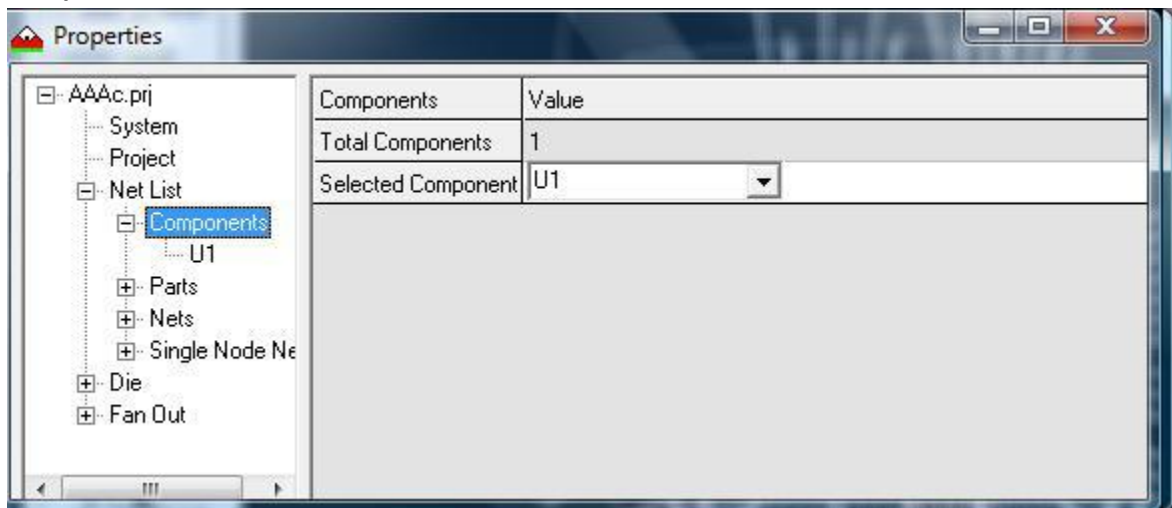 Properties
AAAc.prj
System
Project
Net List
Components
U1
Parts
Nets
Single Node Ne
Die
Fan Out
Components Value
Total Components 1
Selected Component U1